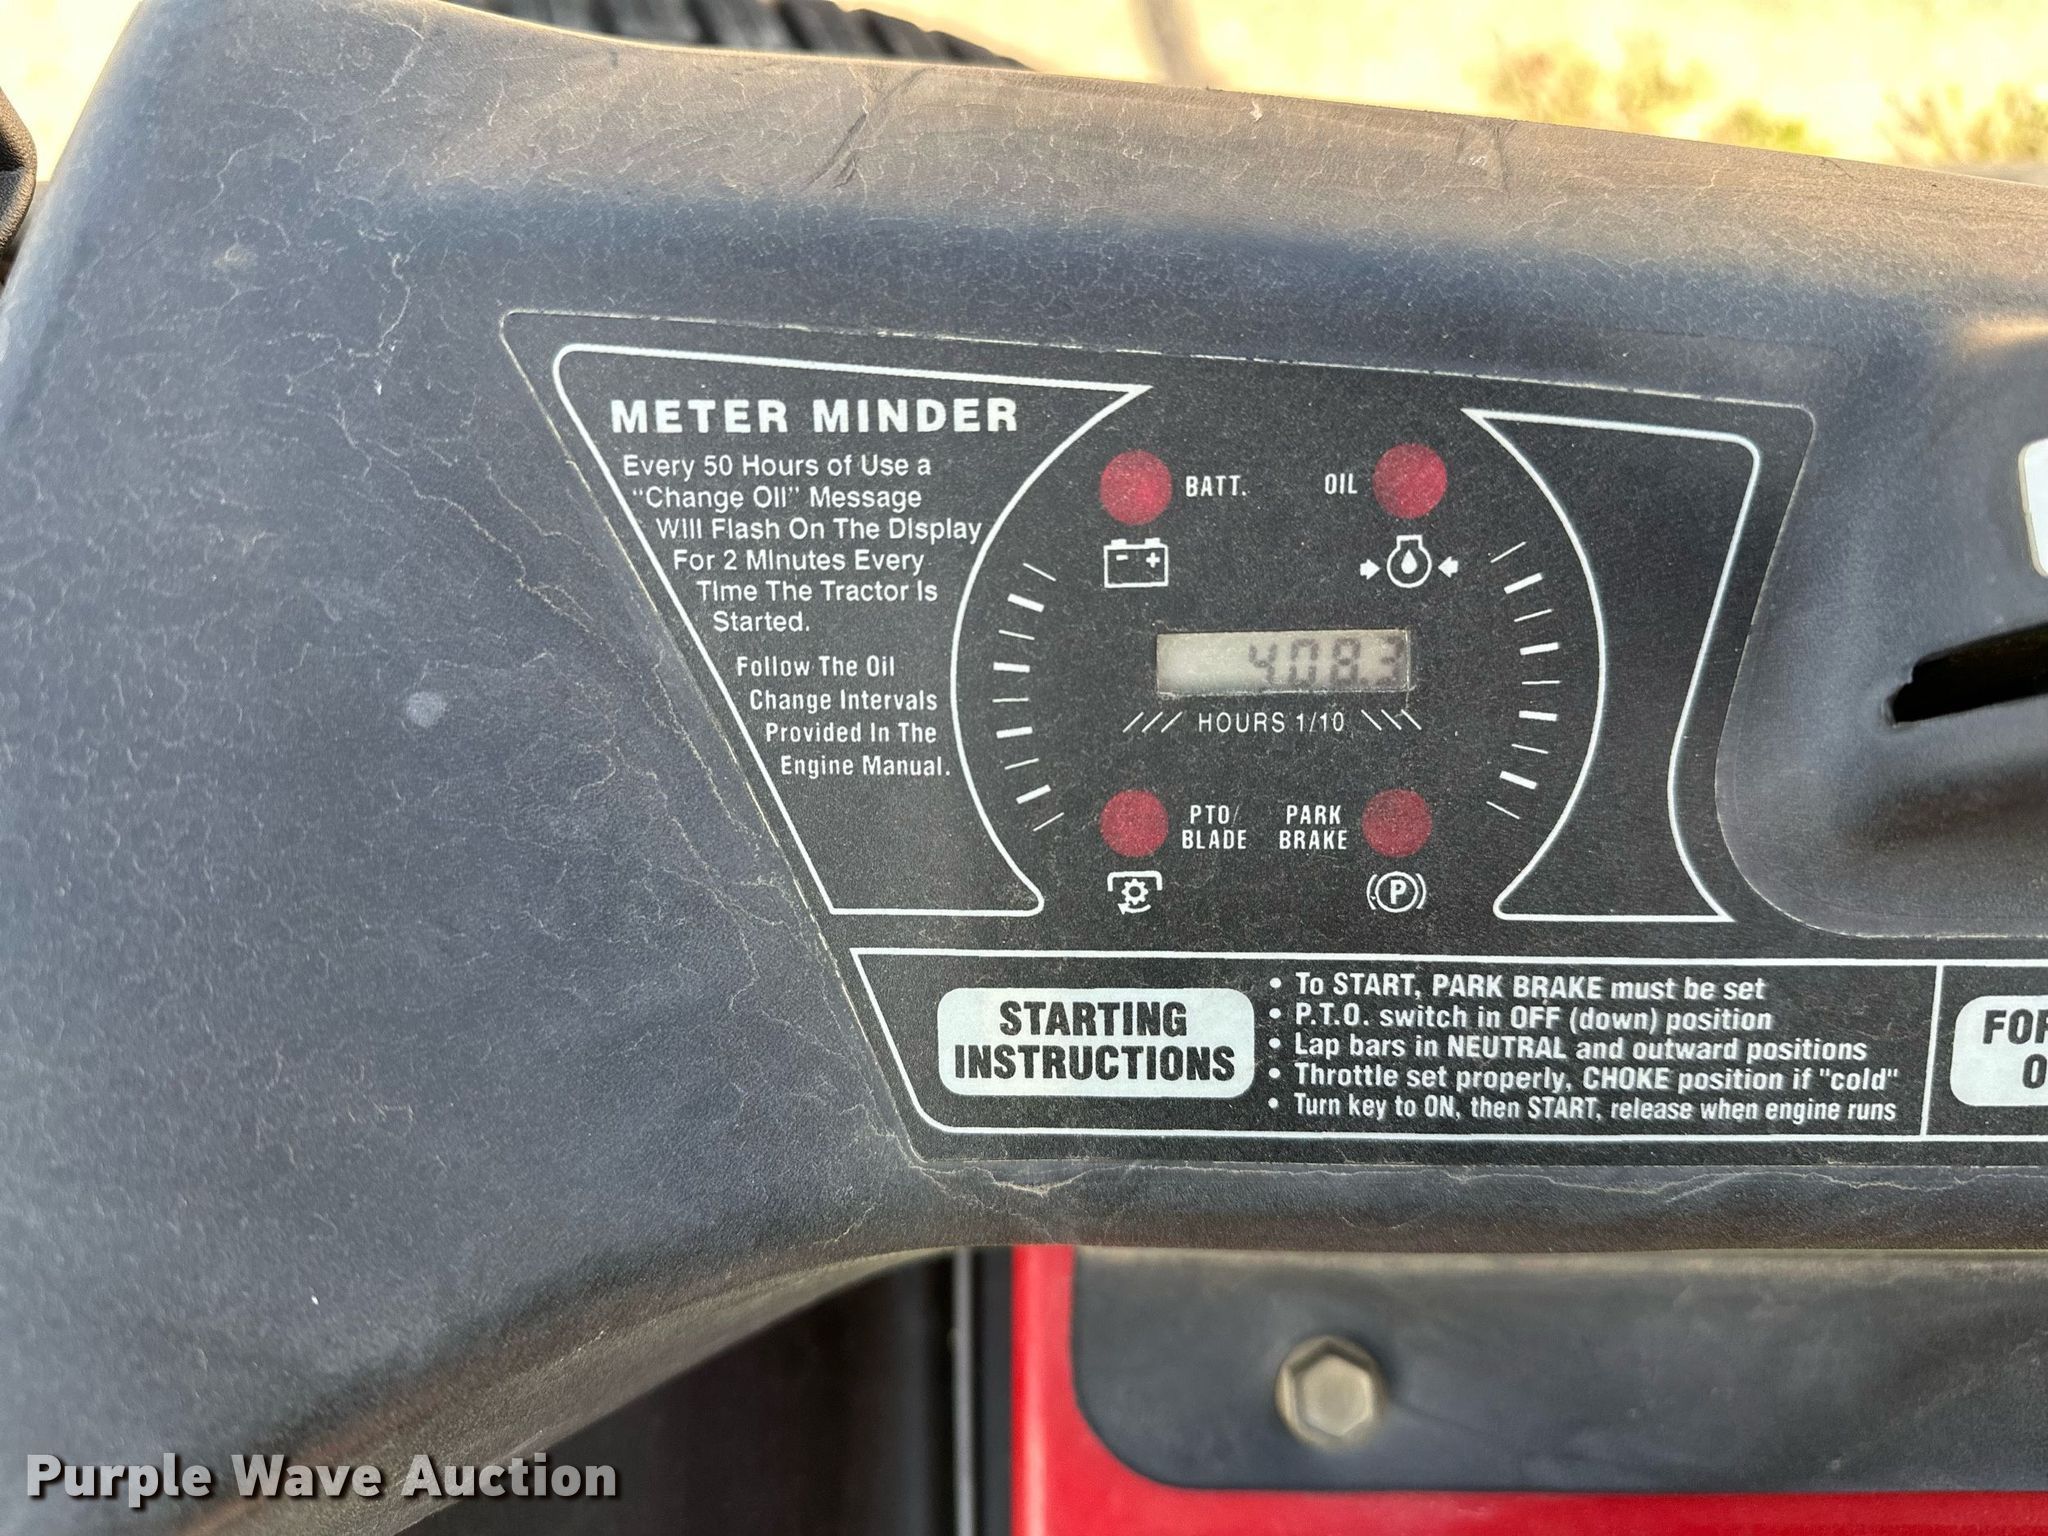 METER MINDER
Every 50 Hours of Use a
"Change OIl" Message
WIll Flash On The DIsplay
For 2 MInutes Every
TIme The Tractor Is
Started.
Follow The Oil
Change Intervals
Provided In The
Engine Manual.
BATT.
OIL
- +
408.3
HOURS 1/10
PTO/
BLADE
PARK
BRAKE
P
STARTING
INSTRUCTIONS
• To START, PARK BRAKE must be set
• P.T.O. switch in OFF (down) position
• Lap bars in NEUTRAL and outward positions
• Throttle set properly, CHOKE position if "cold"
• Turn key to ON, then START, release when engine runs
Purple Wave Auction